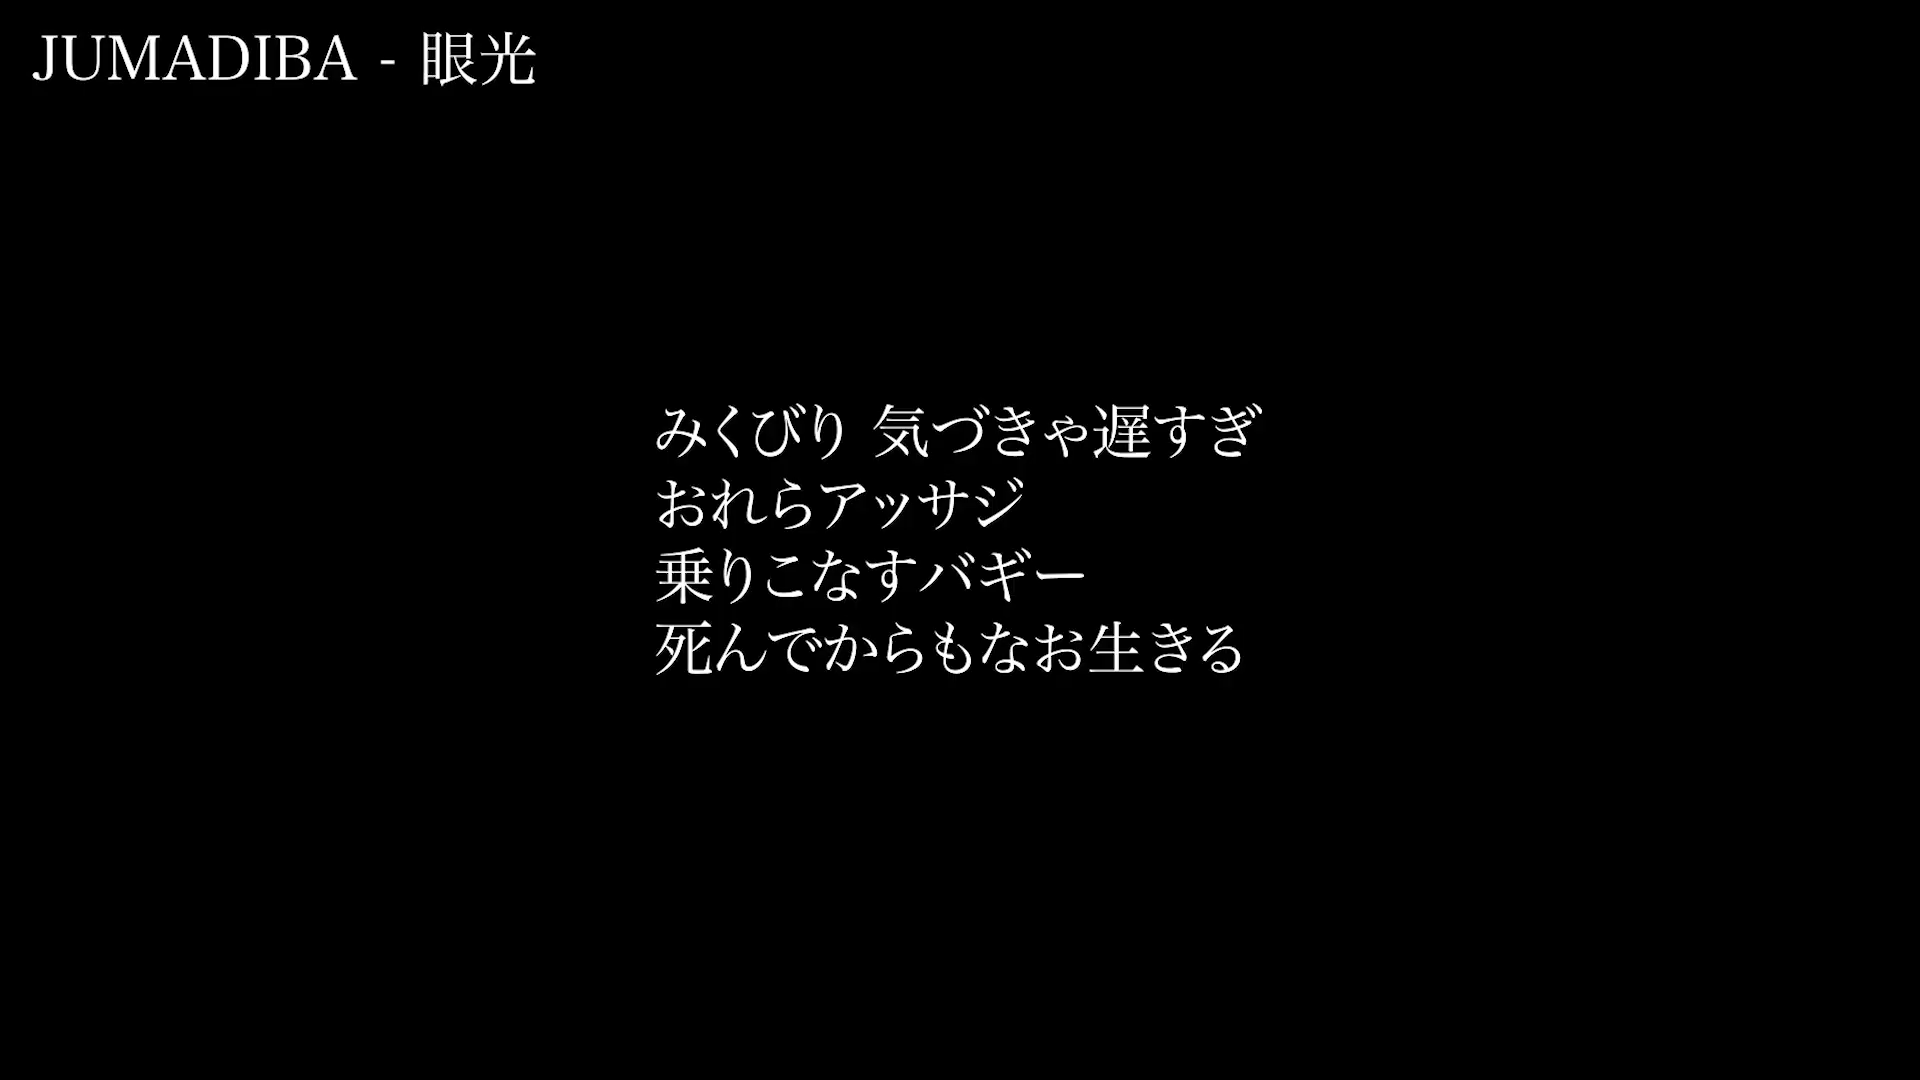 JUMADIBA - 眼光
みくびり 気づきゃ遅すぎ
おれらアッサジ
乗りこなすバギー
死んでからもなお生きる